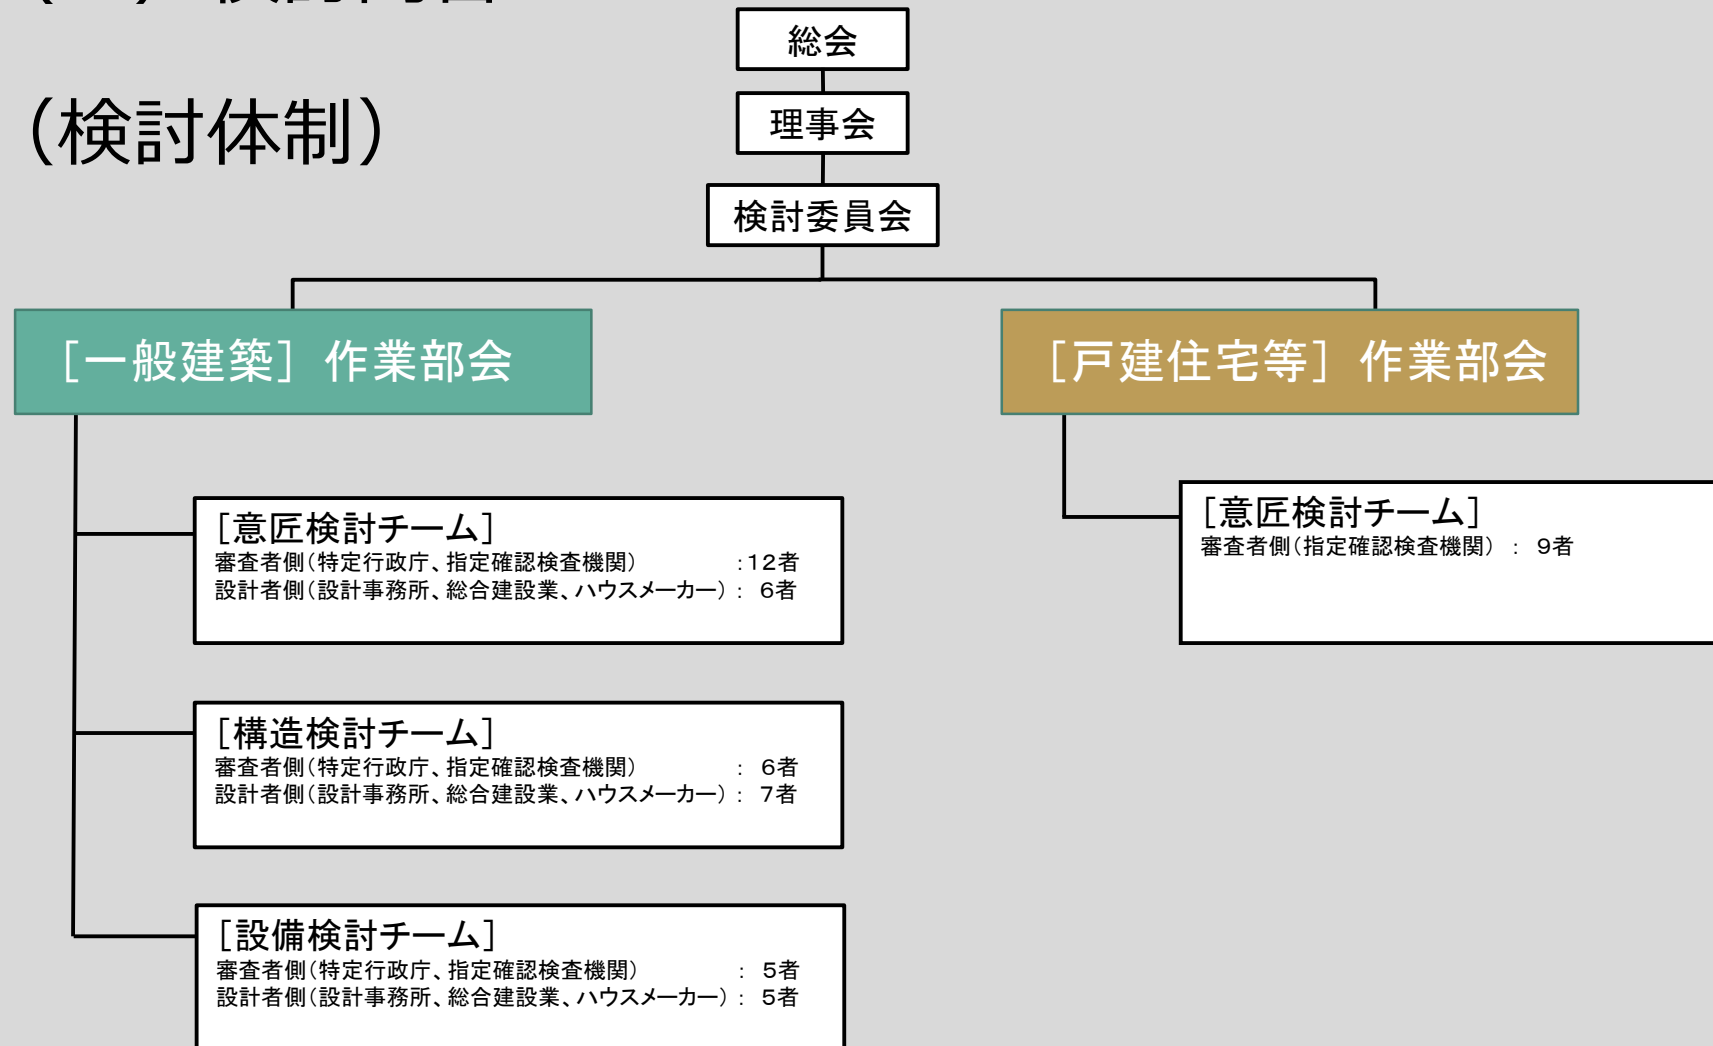 （検討体制）
総会
理事会
検討委員会
［一般建築］作業部会
［戸建住宅等］作業部会
［意匠検討チーム］
審査者側（特定行政庁、指定確認検査機関）　　　　　：１２者
設計者側（設計事務所、総合建設業、ハウスメーカー）：　６者
［構造検討チーム］
審査者側（特定行政庁、指定確認検査機関）　　　　　：　６者
設計者側（設計事務所、総合建設業、ハウスメーカー）：　７者
［設備検討チーム］
審査者側（特定行政庁、指定確認検査機関）　　　　　：　５者
設計者側（設計事務所、総合建設業、ハウスメーカー）：　５者
［意匠検討チーム］
審査者側（指定確認検査機関）：　９者